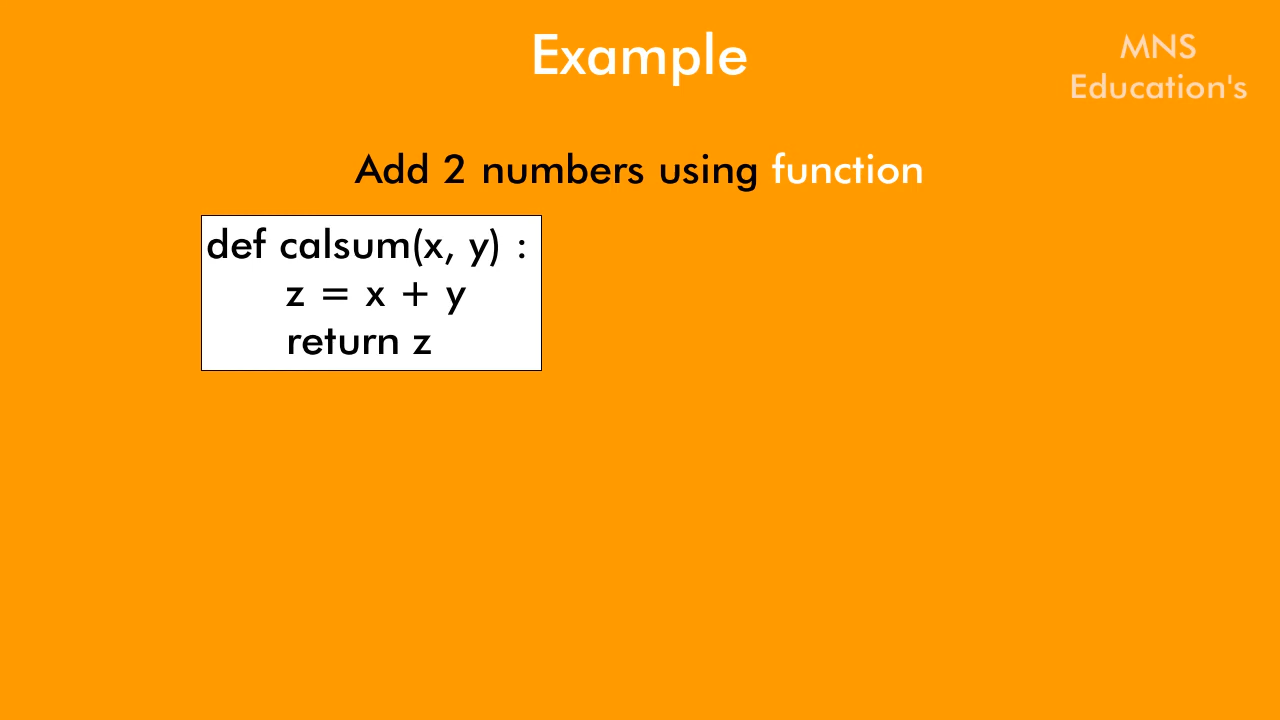 Example
MNS
Education's
Add 2 numbers using function
def calsum(x, y) :
z = x + y
return z